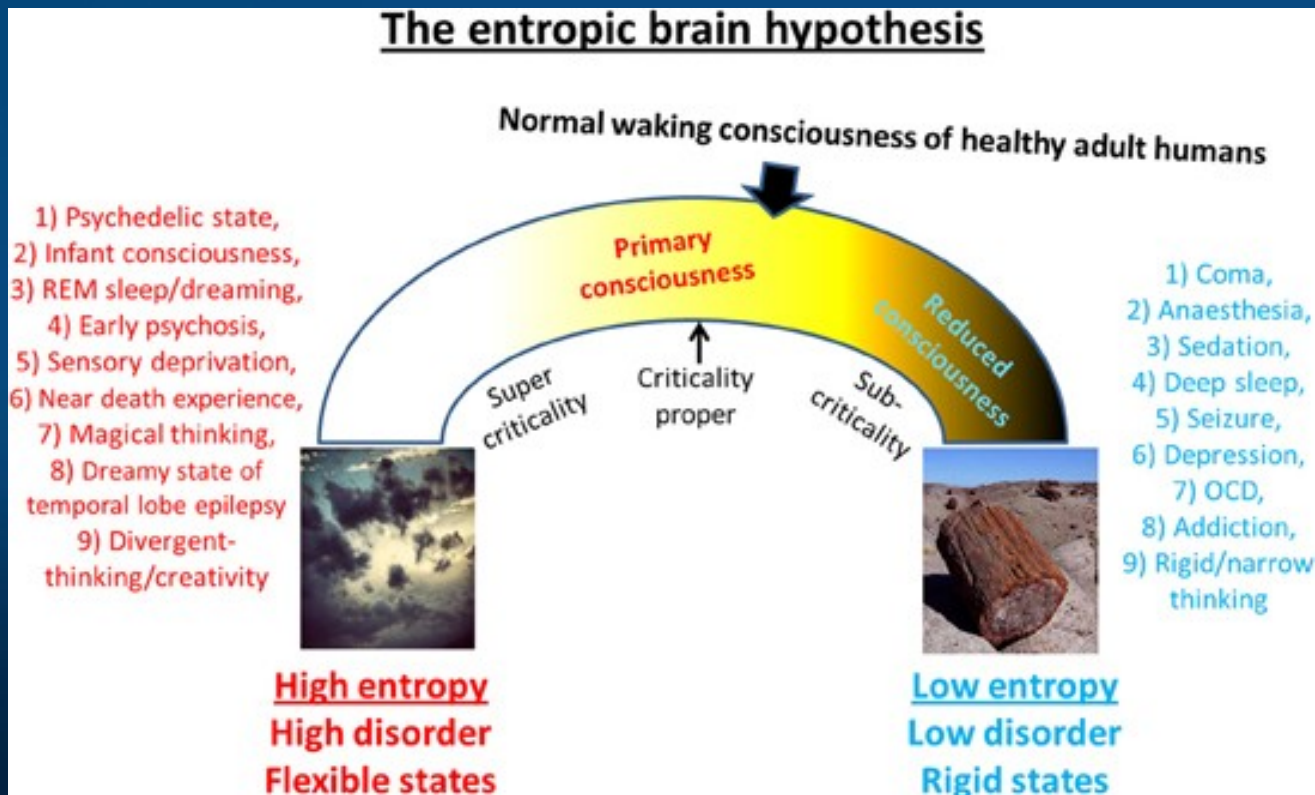 The entropic brain hypothesis
Normal waking consciousness of healthy adult humans
1) Psychedelic state,
2) Infant consciousness,
3) REM sleep/dreaming,
4) Early psychosis,
5) Sensory deprivation,
6) Near death experience,
7) Magical thinking,
8) Dreamy state of
temporal lobe epilepsy
9) Divergent-
thinking/creativity
Primary
consciousness
Reduced
consciousness
Super
criticality
Criticality
proper
Sub-
criticality
1) Coma,
2) Anaesthesia,
3) Sedation,
4) Deep sleep,
5) Seizure,
6) Depression,
7) OCD,
8) Addiction,
9) Rigid/narrow
thinking
High entropy
High disorder
Flexible states
Low entropy
Low disorder
Rigid states